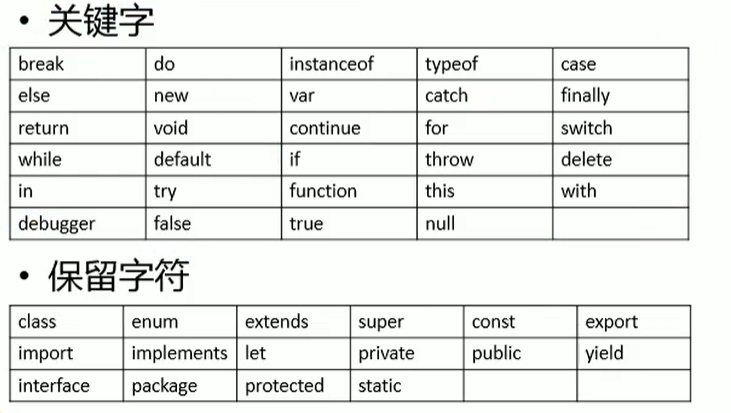 • 关键字
break do instanceof typeof case
else new var catch finally
return void continue for switch
while default if throw delete
in try function this with
debugger false true null
• 保留字符
class enum extends super const export
import implements let private public yield
interface package protected static